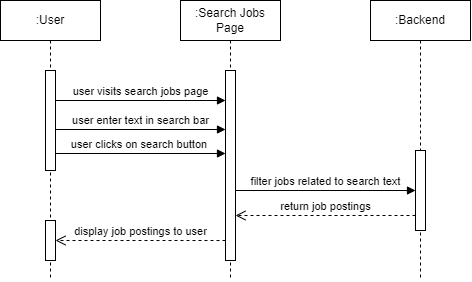 :User
:Search Jobs
Page
:Backend
user visits search jobs page
user enter text in search bar
user clicks on search button
filter jobs related to search text
return job postings
display job postings to user